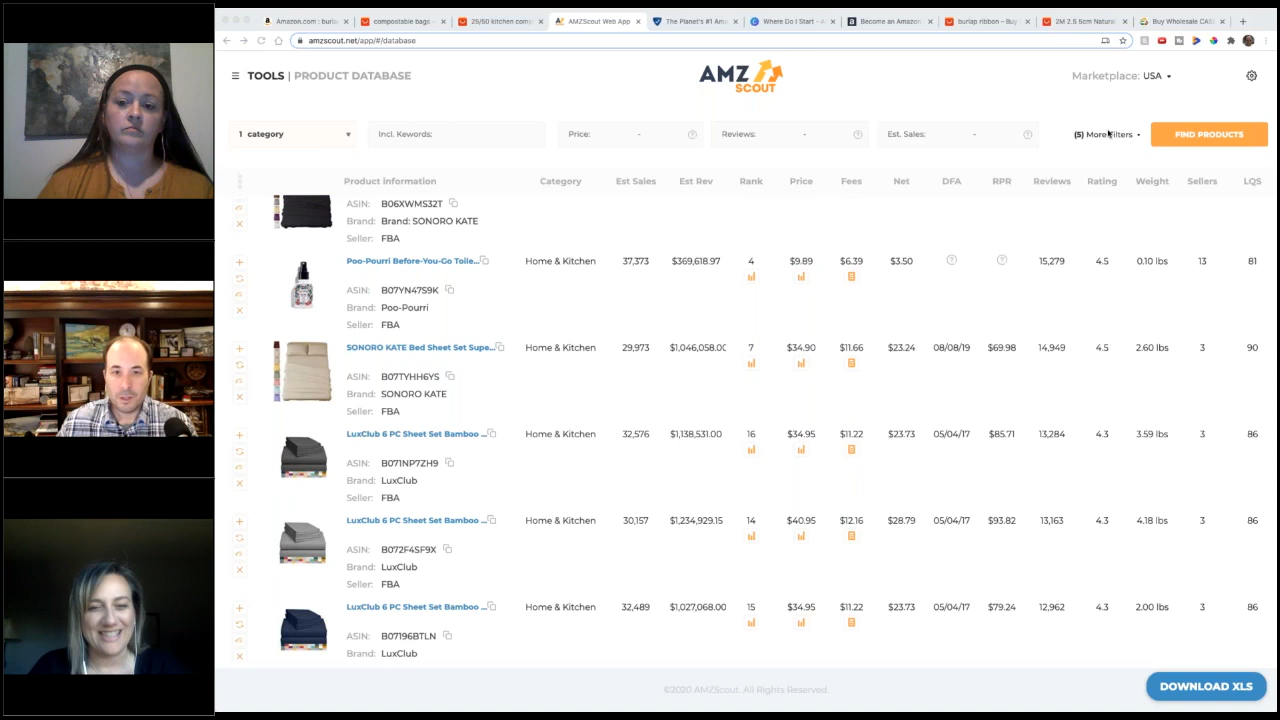 Amazon.com : burla
compostable bags –
25/50 kitchen comp
AMZScout Web App
The Planet's #1 Am
Where Do I Start - A
Become an Amazon
burlap ribbon – Buy
2M 2.5 5cm Natural
Buy Wholesale CAS
amzscout.net/app/#/database
TOOLS | PRODUCT DATABASE
AMZ SCOUT
Marketplace: USA
1 category
Incl. Kewords:
Price: -
Reviews: -
Est. Sales: -
(5) More Filters
FIND PRODUCTS
Product information Category Est Sales Est Rev Rank Price Fees Net DFA RPR Reviews Rating Weight Sellers LQS
ASIN: B06XWMS32T
Brand: Brand: SONORO KATE
Seller: FBA
Poo-Pourri Before-You-Go Toile... Home & Kitchen 37,373 $369,618.97 4 $9.89 $6.39 $3.50 15,279 4.5 0.10 lbs 13 81
ASIN: B07YN47S9K
Brand: Poo-Pourri
Seller: FBA
SONORO KATE Bed Sheet Set Supe... Home & Kitchen 29,973 $1,046,058.00 7 $34.90 $11.66 $23.24 08/08/19 $69.98 14,949 4.5 2.60 lbs 3 90
ASIN: B07TYHH6YS
Brand: SONORO KATE
Seller: FBA
LuxClub 6 PC Sheet Set Bamboo ... Home & Kitchen 32,576 $1,138,531.00 16 $34.95 $11.22 $23.73 05/04/17 $85.71 13,284 4.3 3.59 lbs 3 86
ASIN: B071NP7ZH9
Brand: LuxClub
Seller: FBA
LuxClub 6 PC Sheet Set Bamboo ... Home & Kitchen 30,157 $1,234,929.15 14 $40.95 $12.16 $28.79 05/04/17 $93.82 13,163 4.3 4.18 lbs 3 86
ASIN: B072F4SF9X
Brand: LuxClub
Seller: FBA
LuxClub 6 PC Sheet Set Bamboo ... Home & Kitchen 32,489 $1,027,068.00 15 $34.95 $11.22 $23.73 05/04/17 $79.24 12,962 4.3 2.00 lbs 3 86
ASIN: B07196BTLN
Brand: LuxClub
©2020 AMZScout. All Rights Reserved.
DOWNLOAD XLS